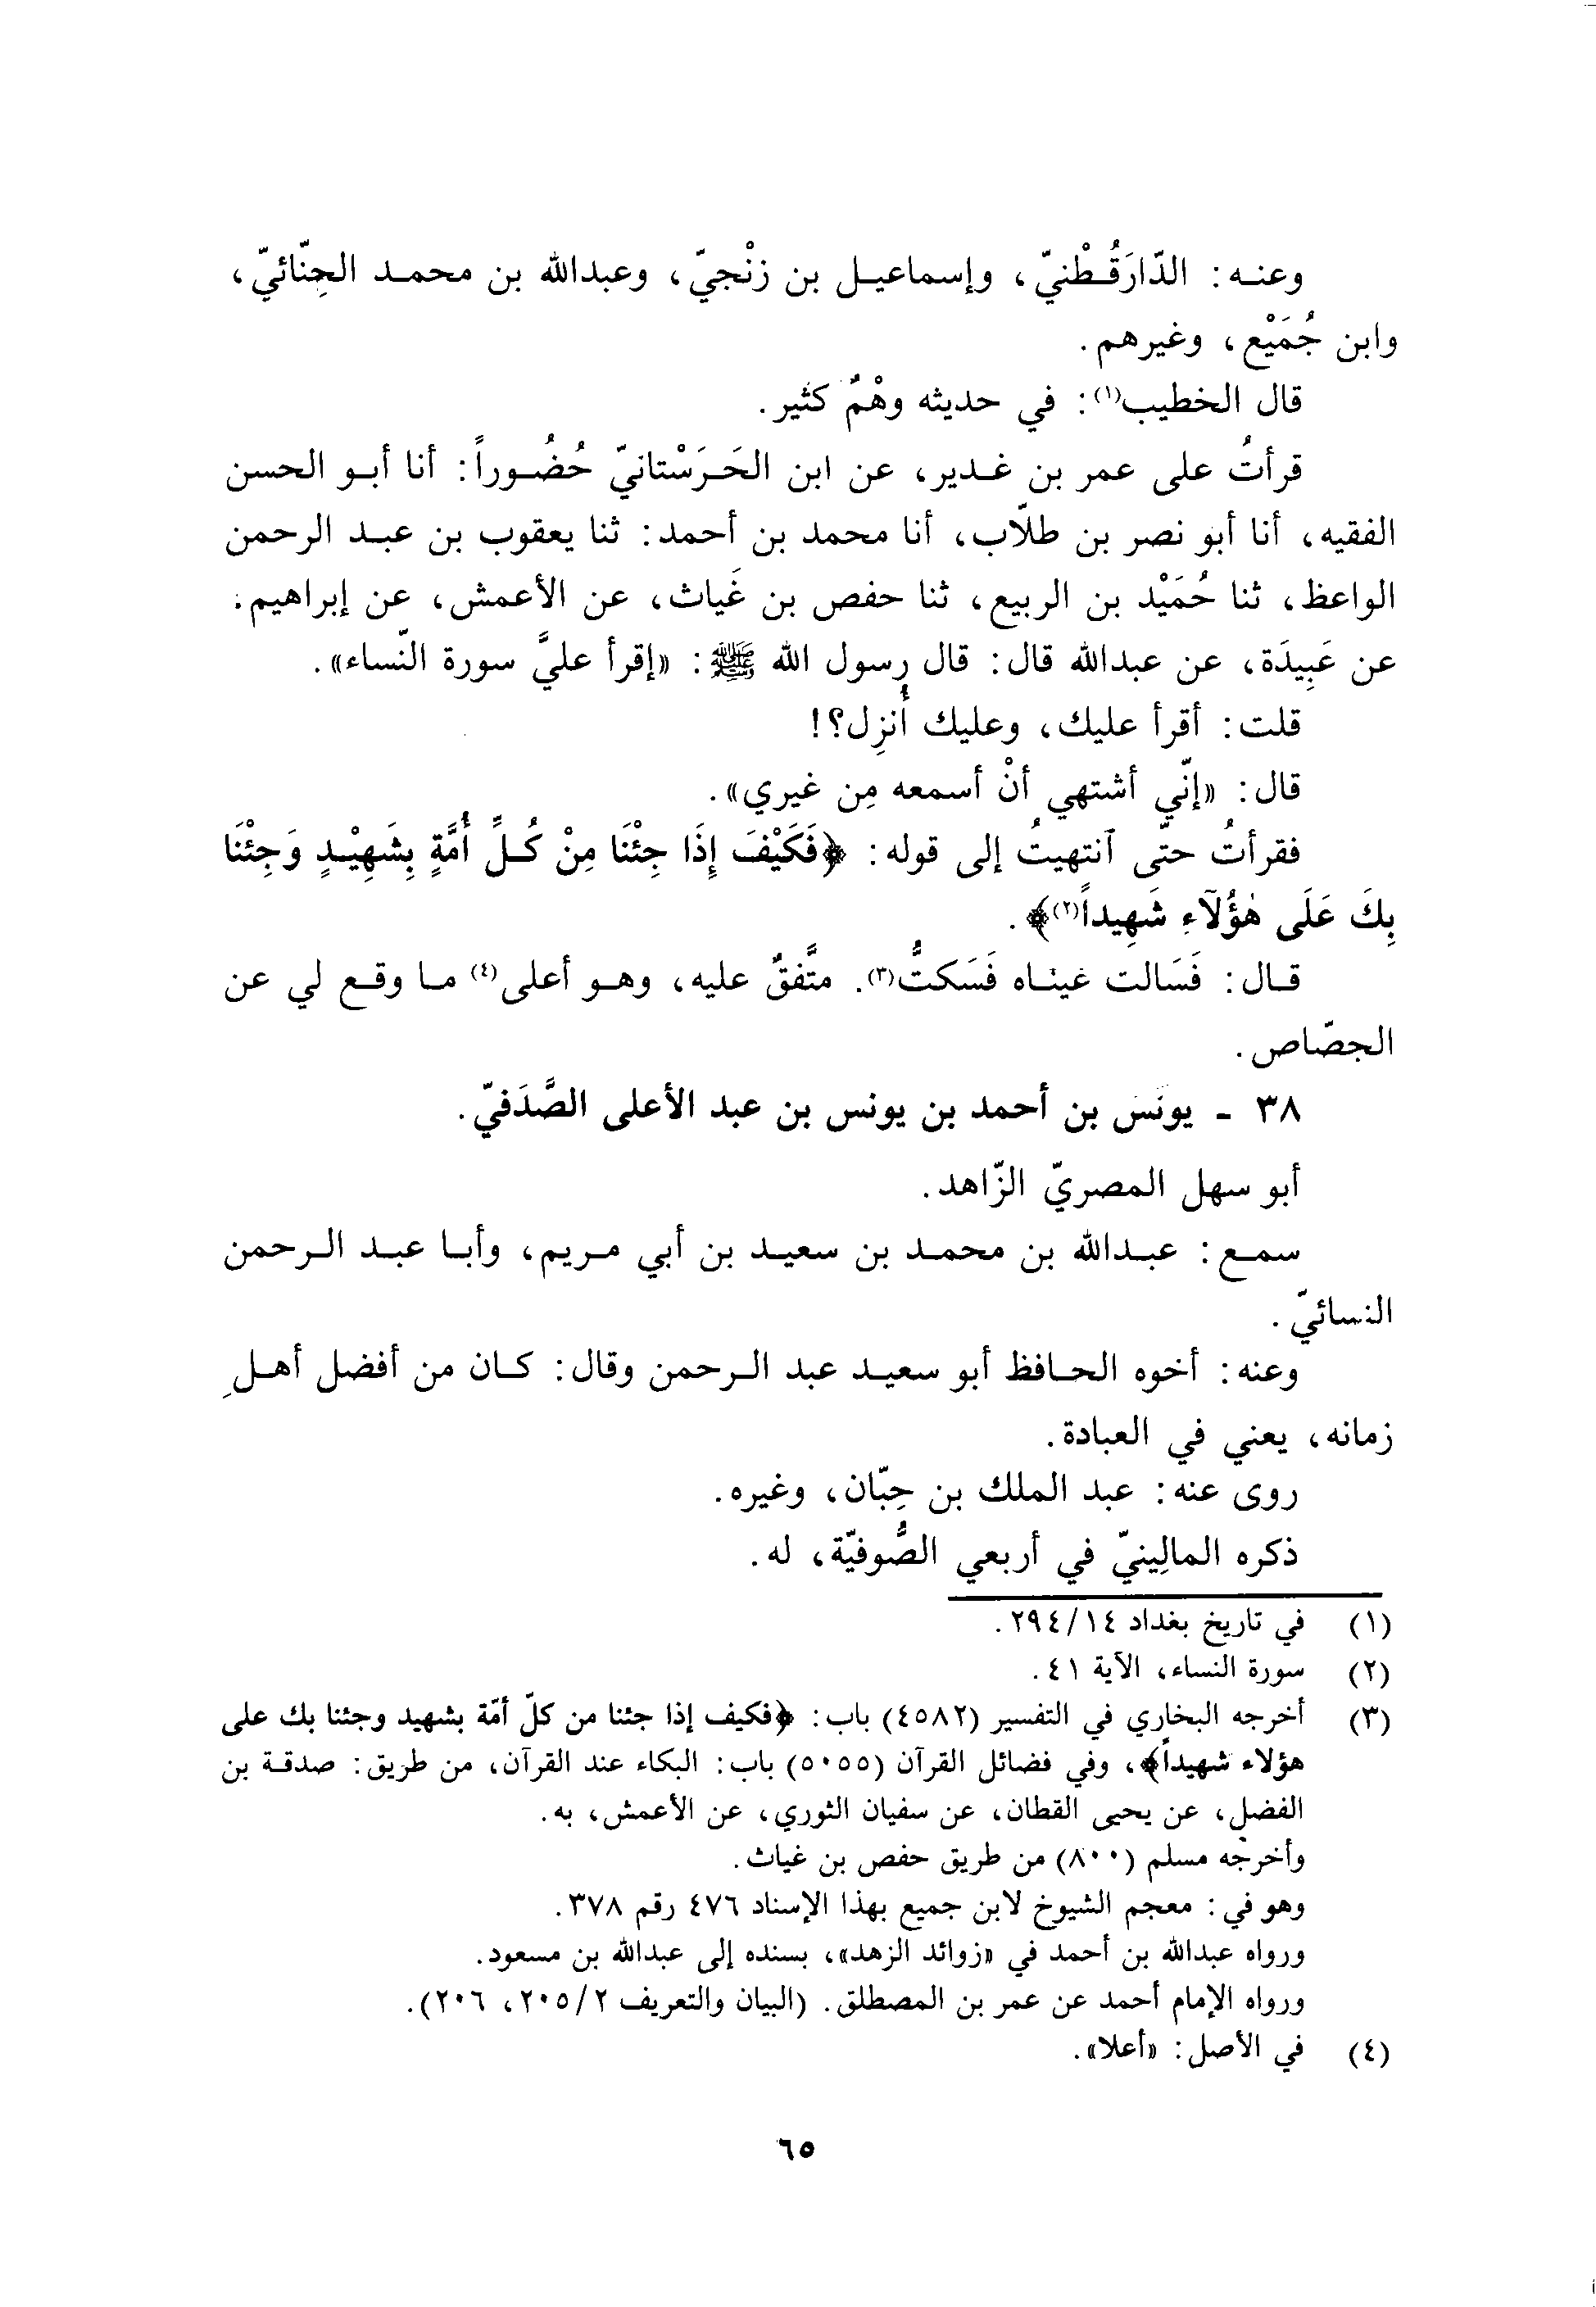 وعنه: الدّارَقُطْنيّ، وإسماعيل بن زنْجيّ، وعبدالله بن محمد الحِنّائيّ،
وابن جُمَيْع، وغيرهم.
قال الخطيب(١): في حديثه وهْمٌ كثير.
قرأتُ على عمر بن غدير، عن ابن الحَرَسْتانيّ حُضُوراً: أنا أبو الحسن
الفقيه، أنا أبو نصر بن طلّاب، أنا محمد بن أحمد: ثنا يعقوب بن عبد الرحمن
الواعظ، ثنا حُمَيْد بن الربيع، ثنا حفص بن غَياث، عن الأعمش، عن إبراهيم:
عن عَبِيدَة، عن عبدالله قال: قال رسول الله ﷺ: «إقرأ عليَّ سورة النّساء».
قلت: أقرأ عليك، وعليك أُنزِل؟!
قال: «إنّي أشتهي أنْ أسمعه مِن غيري».
فقرأتُ حتّى آنتهيتُ إلى قوله: ﴿فَكَيْفَ إِذَا جِئْنَا مِنْ كُلِّ أُمَّةٍ بِشَهِيْدٍ وَجِئْنَا
بِكَ عَلَى هٰؤُلَآءِ شَهِيداً(٢)﴾.
قال: فَسَالت عيناه فَسَكتُّ(٣). متَّفقٌ عليه، وهو أعلى(٤) ما وقع لي عن
الجصّاص.
٣٨ - يونس بن أحمد بن يونس بن عبد الأعلى الصَّدَفيّ.
أبو سهل المصريّ الزّاهد.
سمع: عبدالله بن محمد بن سعيد بن أبي مريم، وأبا عبد الرحمن
النسائيّ.
وعنه: أخوه الحافظ أبو سعيد عبد الرحمن وقال: كان من أفضل أهلِ
زمانه، يعني في العبادة.
روى عنه: عبد الملك بن حِبّان، وغيره.
ذكره المالِينيّ في أربعي الصُّوفيّة، له.
(١) في تاريخ بغداد ٢٩٤/١٤.
(٢) سورة النساء، الآية ٤١.
(٣) أخرجه البخاري في التفسير (٤٥٨٢) باب: ﴿فكيف إذا جئنا من كلّ أمّة بشهيد وجئنا بك على
هؤلاء شهيداً﴾، وفي فضائل القرآن (٥٠٥٥) باب: البكاء عند القرآن، من طريق: صدقة بن
الفضل، عن يحيى القطان، عن سفيان الثوري، عن الأعمش، به.
وأخرجه مسلم (٨٠٠) من طريق حفص بن غياث.
وهو في: معجم الشيوخ لابن جميع بهذا الإسناد ٤٧٦ رقم ٣٧٨.
ورواه عبدالله بن أحمد في «زوائد الزهد»، بسنده إلى عبدالله بن مسعود.
ورواه الإمام أحمد عن عمر بن المصطلق. (البيان والتعريف ٢٠٥/٢، ٢٠٦).
(٤) في الأصل: «أعلا».
٦٥